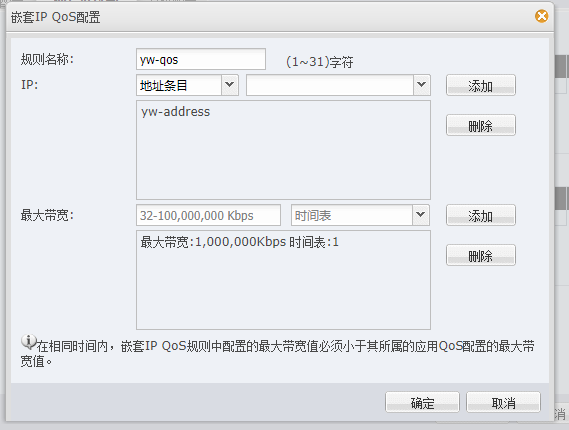 嵌套IP QoS配置
规则名称: yw-qos (1~31)字符
IP: 地址条目 添加
yw-address
删除
最大带宽: 32-100,000,000 Kbps 时间表 添加
最大带宽:1,000,000Kbps 时间表:1
删除
在相同时间内，嵌套IP QoS规则中配置的最大带宽值必须小于其所属的应用QoS配置的最大带
宽值。
确定 取消
消